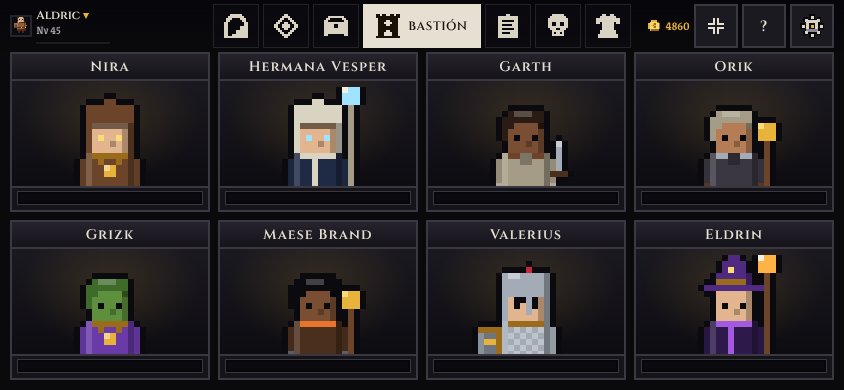 Aldric ▾
Nv 45
Bastión
4860
?
Nira
Hermana Vesper
Garth
Orik
Grizk
Maese Brand
Valerius
Eldrin